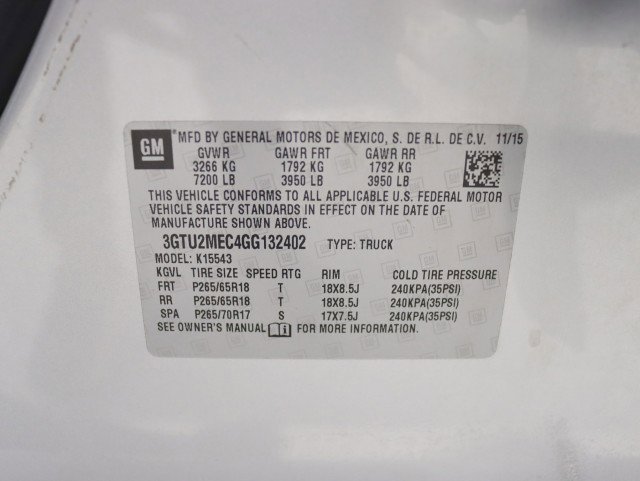 GM MFD BY GENERAL MOTORS DE MEXICO, S. DE R.L. DE C.V. 11/15
GVWR GAWR FRT GAWR RR
3266 KG 1792 KG 1792 KG
7200 LB 3950 LB 3950 LB
THIS VEHICLE CONFORMS TO ALL APPLICABLE U.S. FEDERAL MOTOR
VEHICLE SAFETY STANDARDS IN EFFECT ON THE DATE OF
MANUFACTURE SHOWN ABOVE.
3GTU2MEC4GG132402 TYPE: TRUCK
MODEL: K15543
KGVL TIRE SIZE SPEED RTG RIM COLD TIRE PRESSURE
FRT P265/65R18 T 18X8.5J 240KPA(35PSI)
RR P265/65R18 T 18X8.5J 240KPA(35PSI)
SPA P265/70R17 S 17X7.5J 240KPA(35PSI)
SEE OWNER'S MANUAL FOR MORE INFORMATION.